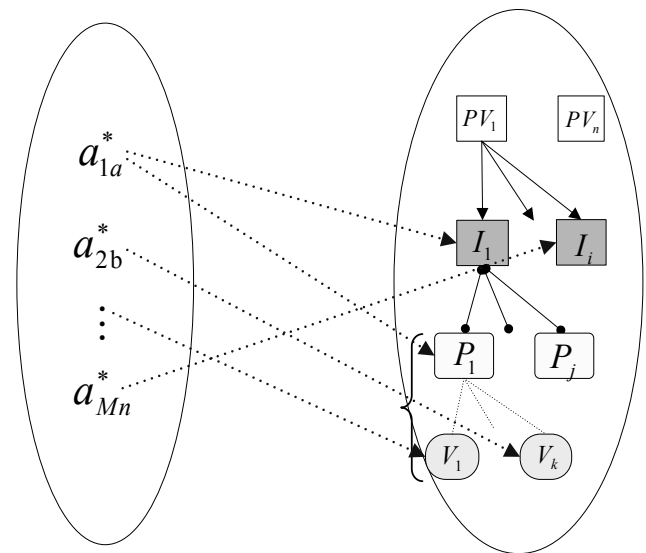 PV₁ PVₙ
a*₁ₐ
I₁ Iᵢ
a*₂b
⋮
P₁ Pⱼ
a*Mn
V₁ Vₖ